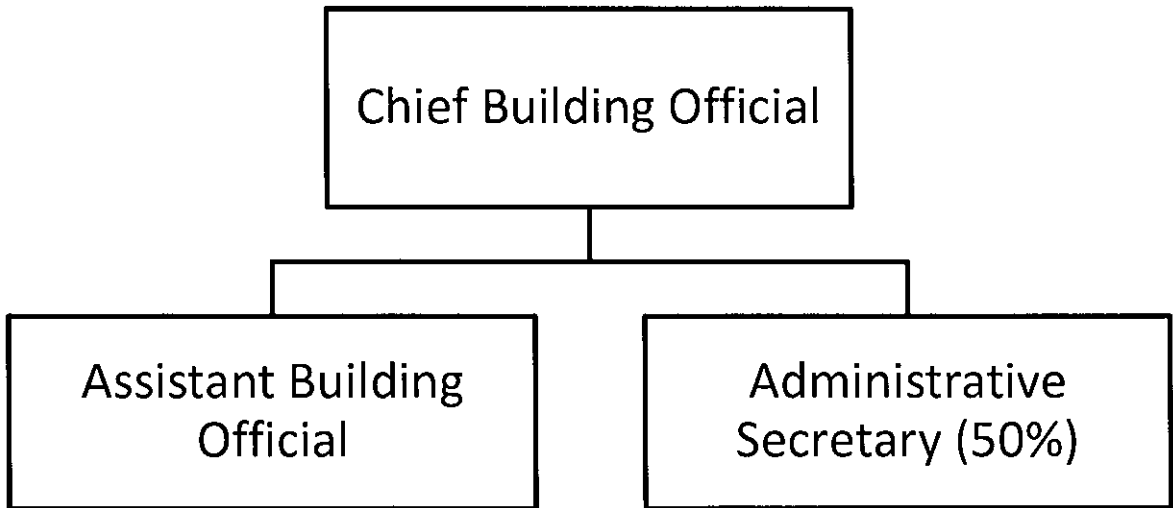 Chief Building Official
Assistant Building
Official
Administrative
Secretary (50%)